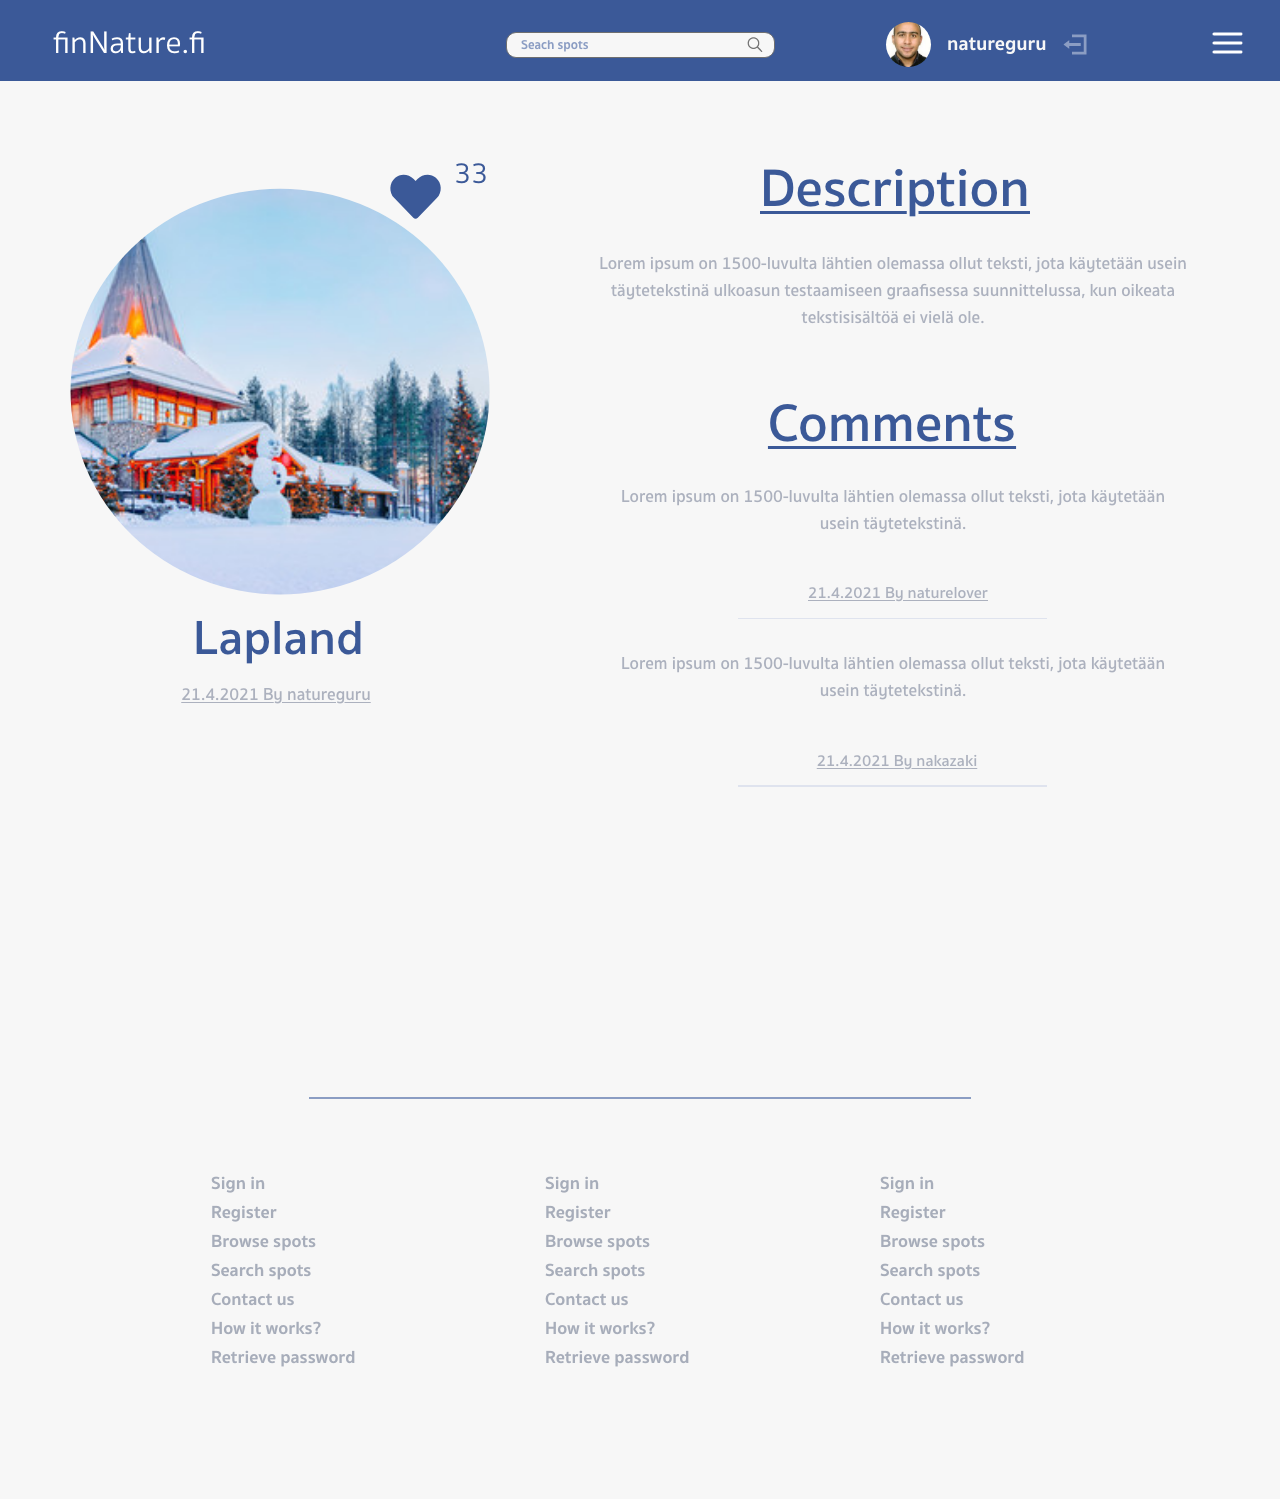 finNature.fi
Seach spots
natureguru
33
Lapland
21.4.2021 By natureguru
Description
Lorem ipsum on 1500-luvulta lähtien olemassa ollut teksti, jota käytetään usein
täytetekstinä ulkoasun testaamiseen graafisessa suunnittelussa, kun oikeata
tekstisisältöä ei vielä ole.
Comments
Lorem ipsum on 1500-luvulta lähtien olemassa ollut teksti, jota käytetään
usein täytetekstinä.
21.4.2021 By naturelover
Lorem ipsum on 1500-luvulta lähtien olemassa ollut teksti, jota käytetään
usein täytetekstinä.
21.4.2021 By nakazaki
Sign in
Register
Browse spots
Search spots
Contact us
How it works?
Retrieve password
Sign in
Register
Browse spots
Search spots
Contact us
How it works?
Retrieve password
Sign in
Register
Browse spots
Search spots
Contact us
How it works?
Retrieve password